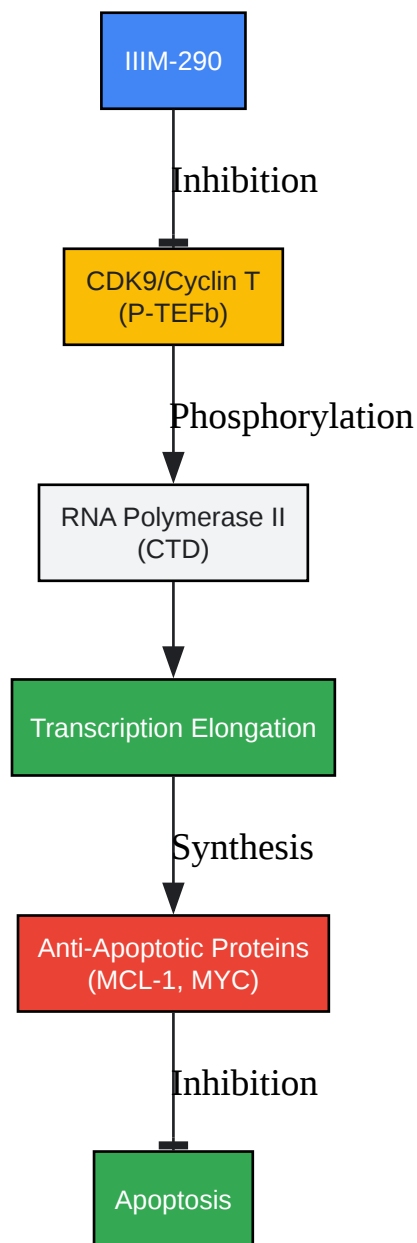 IIIM-290
Inhibition
CDK9/Cyclin T
(P-TEFb)
Phosphorylation
RNA Polymerase II
(CTD)
Transcription Elongation
Synthesis
Anti-Apoptotic Proteins
(MCL-1, MYC)
Inhibition
Apoptosis